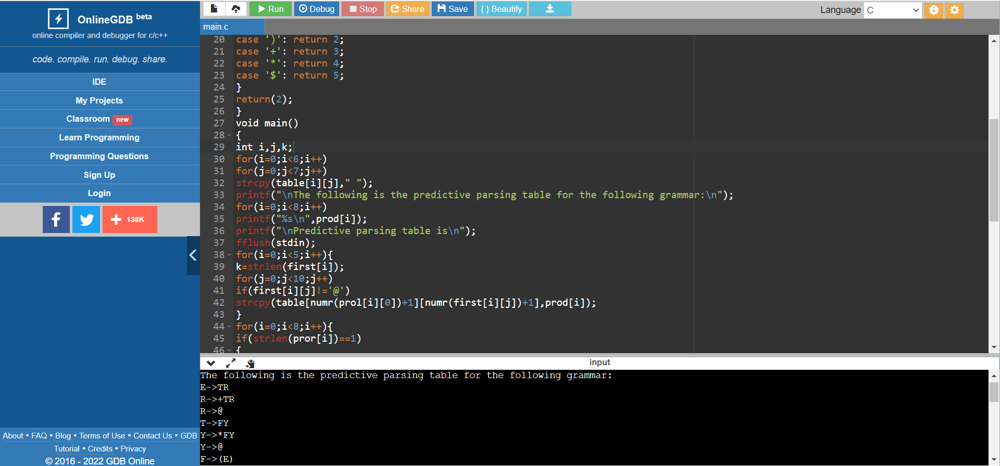 OnlineGDB beta
online compiler and debugger for c/c++
code. compile. run. debug. share.
IDE
My Projects
Classroom new
Learn Programming
Programming Questions
Sign Up
Login
f + 138K
About • FAQ • Blog • Terms of Use • Contact Us • GDB
Tutorial • Credits • Privacy
© 2016 - 2022 GDB Online
Run Debug Stop Share Save { } Beautify
Language C
main.c
20 case ')': return 2;
21 case '+': return 3;
22 case '*': return 4;
23 case '$': return 5;
24 }
25 return(2);
26 }
27 void main()
28 {
29 int i,j,k;
30 for(i=0;i<6;i++)
31 for(j=0;j<7;j++)
32 strcpy(table[i][j]," ");
33 printf("\nThe following is the predictive parsing table for the following grammar:\n");
34 for(i=0;i<8;i++)
35 printf("%s\n",prod[i]);
36 printf("\nPredictive parsing table is\n");
37 fflush(stdin);
38 for(i=0;i<5;i++){
39 k=strlen(first[i]);
40 for(j=0;j<10;j++)
41 if(first[i][j]!='@')
42 strcpy(table[numr(prol[i][0])+1][numr(first[i][j])+1],prod[i]);
43 }
44 for(i=0;i<8;i++){
45 if(strlen(pror[i])==1)
46 {
input
The following is the predictive parsing table for the following grammar:
E->TR
R->+TR
R->@
T->FY
Y->*FY
Y->@
F->(E)